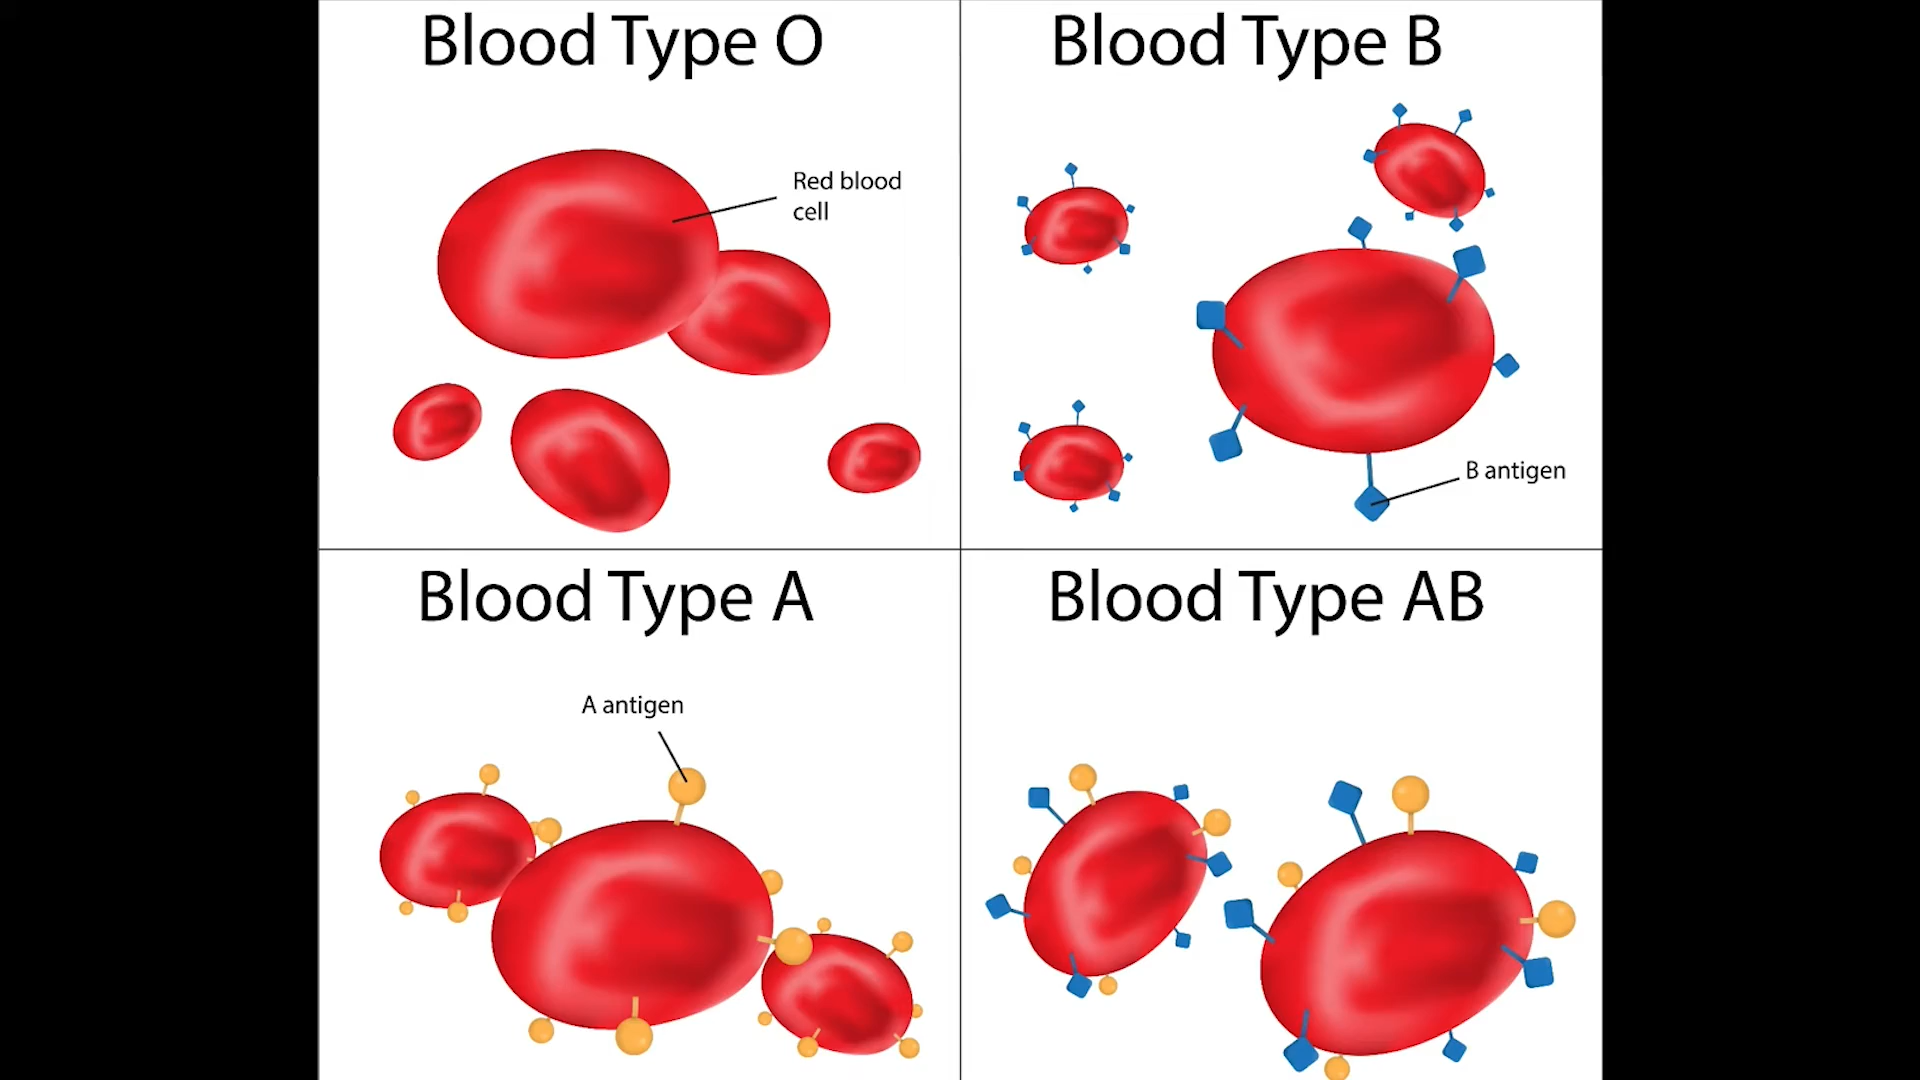 Blood Type O
Red blood
cell
Blood Type B
B antigen
Blood Type A
A antigen
Blood Type AB